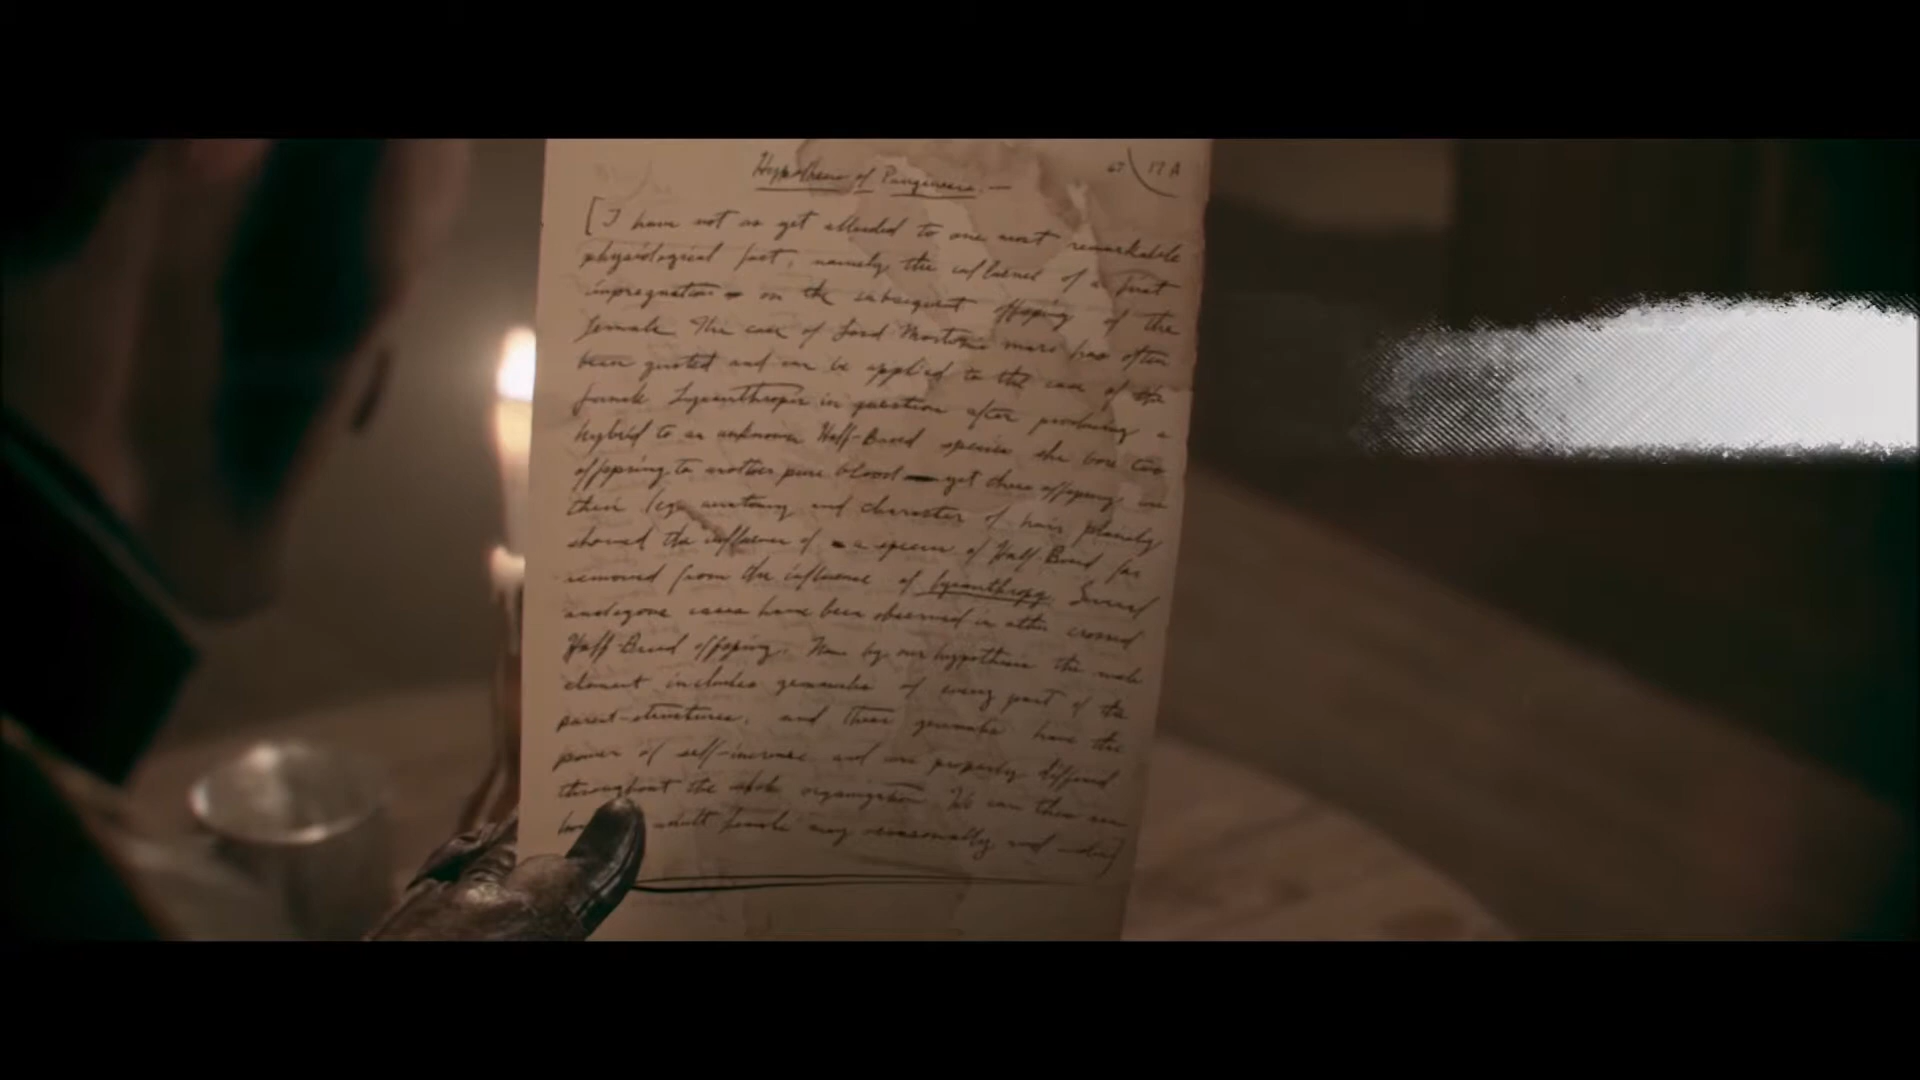 Hypothesis of Pangenesis. —
67 17 A
[I have not as yet alluded to one most remarkable
physiological fact, namely the influence of a first
impregnation on the subsequent offspring of the
female. The case of Lord Morton's mare has often
been quoted and can be applied to the case of the
female Lycanthrope in question after producing a
hybrid to an unknown Half-Breed species she bore two
offspring to another pure blood — yet these offspring in
their leg anatomy and character of hair plainly
showed the influence of a species of Half-Breed far
removed from the influence of lycanthropy. Several
analogous cases have been observed in other crossed
Half-Breed offspring. Now by our hypothesis the male
element includes gemmules of every part of the
parent-structures, and these gemmules have the
power of self-increase and are properly diffused
throughout the whole organization. We can then see
how adult female may reasonably and